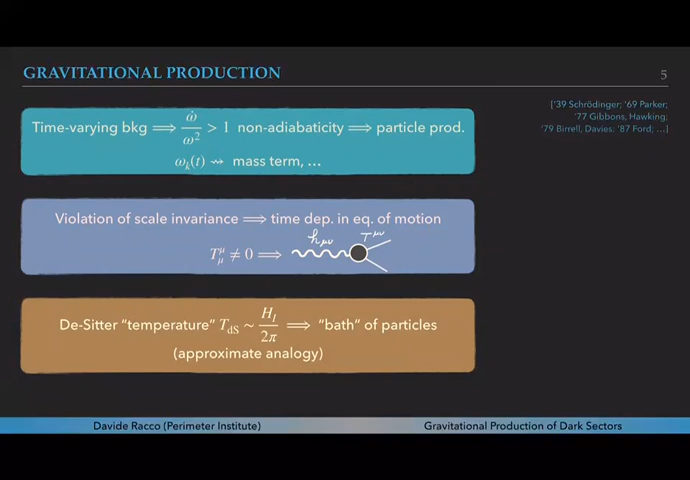 GRAVITATIONAL PRODUCTION
5
['39 Schrödinger; '69 Parker;
'77 Gibbons, Hawking;
'79 Birrell, Davies; '87 Ford; …]
Time-varying bkg ⟹ ω̇/ω² > 1 non-adiabaticity ⟹ particle prod.
ωₖ(t) ⇝ mass term, …
Violation of scale invariance ⟹ time dep. in eq. of motion
T^μ_μ ≠ 0 ⟹ h_μν T^μν
De-Sitter “temperature” T_dS ~ H_I/2π ⟹ “bath” of particles
(approximate analogy)
Davide Racco (Perimeter Institute)
Gravitational Production of Dark Sectors